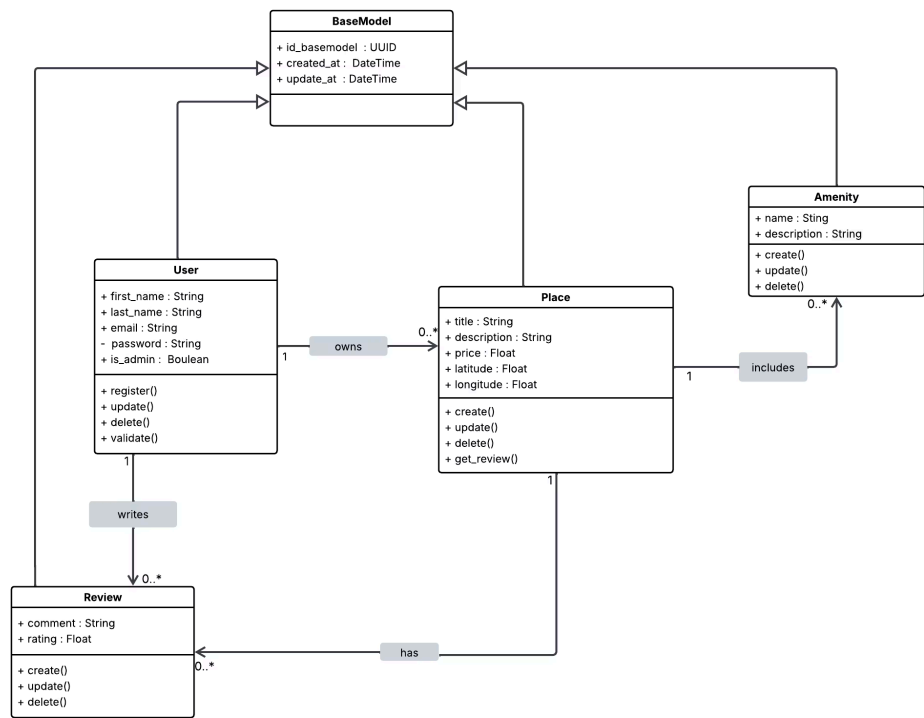 BaseModel
+ id_basemodel : UUID
+ created_at : DateTime
+ update_at : DateTime
Amenity
+ name : Sting
+ description : String
+ create()
+ update()
+ delete()
0..*
User
+ first_name : String
+ last_name : String
+ email : String
- password : String
+ is_admin : Boulean
+ register()
+ update()
+ delete()
+ validate()
1
owns
0..*
Place
+ title : String
+ description : String
+ price : Float
+ latitude : Float
+ longitude : Float
+ create()
+ update()
+ delete()
+ get_review()
1
includes
1
writes
0..*
1
Review
+ comment : String
+ rating : Float
+ create()
+ update()
+ delete()
0..*
has